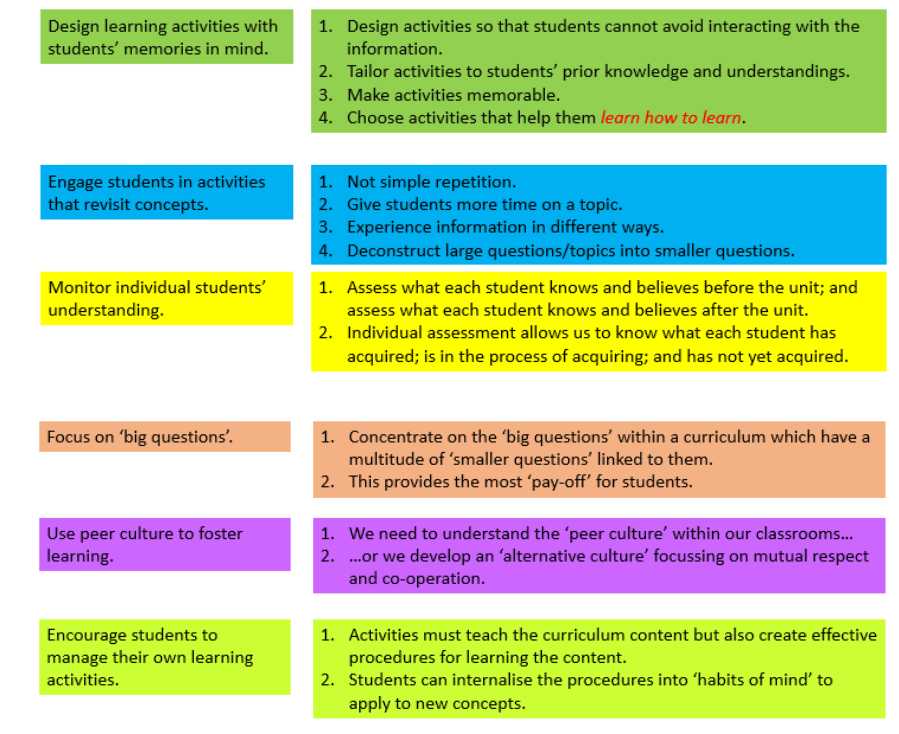 Design learning activities with
students’ memories in mind.
1. Design activities so that students cannot avoid interacting with the
information.
2. Tailor activities to students’ prior knowledge and understandings.
3. Make activities memorable.
4. Choose activities that help them learn how to learn.
Engage students in activities
that revisit concepts.
1. Not simple repetition.
2. Give students more time on a topic.
3. Experience information in different ways.
4. Deconstruct large questions/topics into smaller questions.
Monitor individual students’
understanding.
1. Assess what each student knows and believes before the unit; and
assess what each student knows and believes after the unit.
2. Individual assessment allows us to know what each student has
acquired; is in the process of acquiring; and has not yet acquired.
Focus on ‘big questions’.
1. Concentrate on the ‘big questions’ within a curriculum which have a
multitude of ‘smaller questions’ linked to them.
2. This provides the most ‘pay-off’ for students.
Use peer culture to foster
learning.
1. We need to understand the ‘peer culture’ within our classrooms…
2. …or we develop an ‘alternative culture’ focussing on mutual respect
and co-operation.
Encourage students to
manage their own learning
activities.
1. Activities must teach the curriculum content but also create effective
procedures for learning the content.
2. Students can internalise the procedures into ‘habits of mind’ to
apply to new concepts.